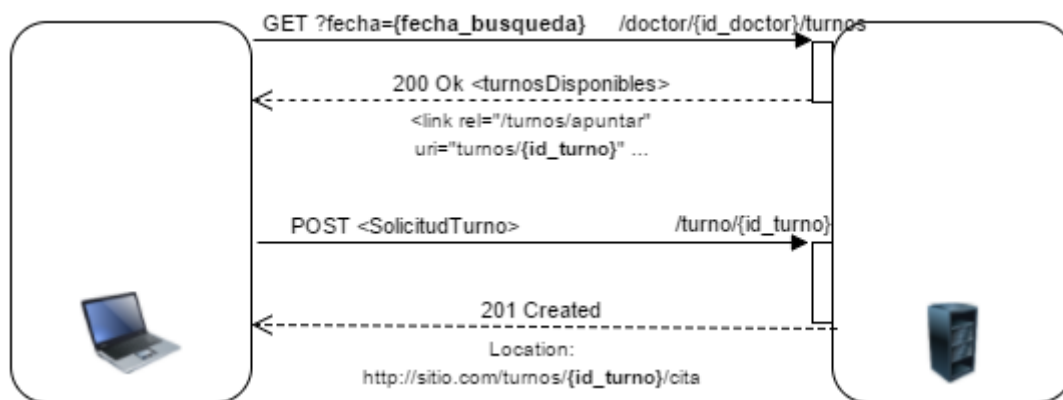 GET ?fecha={fecha_busqueda} /doctor/{id_doctor}/turnos
200 Ok <turnosDisponibles>
<link rel="/turnos/apuntar"
uri="turnos/{id_turno}" ...
POST <SolicitudTurno> /turno/{id_turno}
201 Created
Location:
http://sitio.com/turnos/{id_turno}/cita